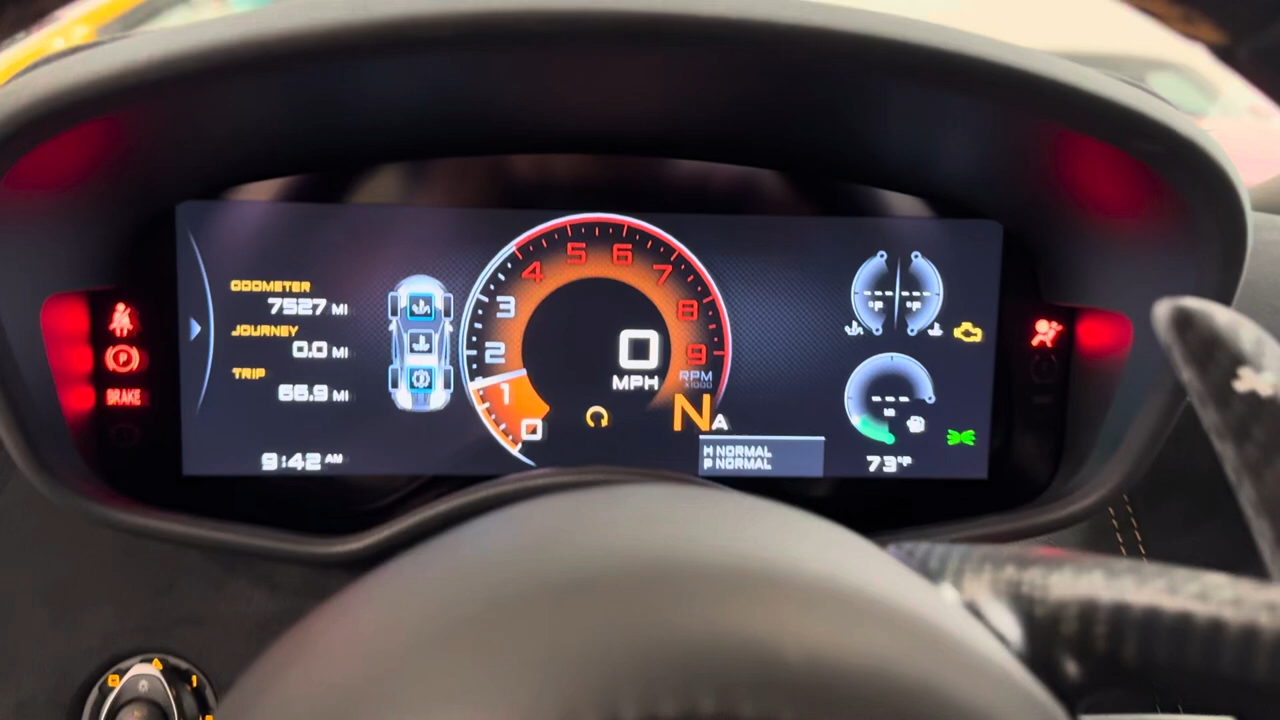 ODOMETER
7527 MI
JOURNEY
0.0 MI
TRIP
66.9 MI
9:42 AM
P
BRAKE
0
1
2
3
4
5
6
7
8
9
RPM
X1000
0
MPH
N A
H NORMAL
P NORMAL
--- °F --- °F
---
MI
73°F